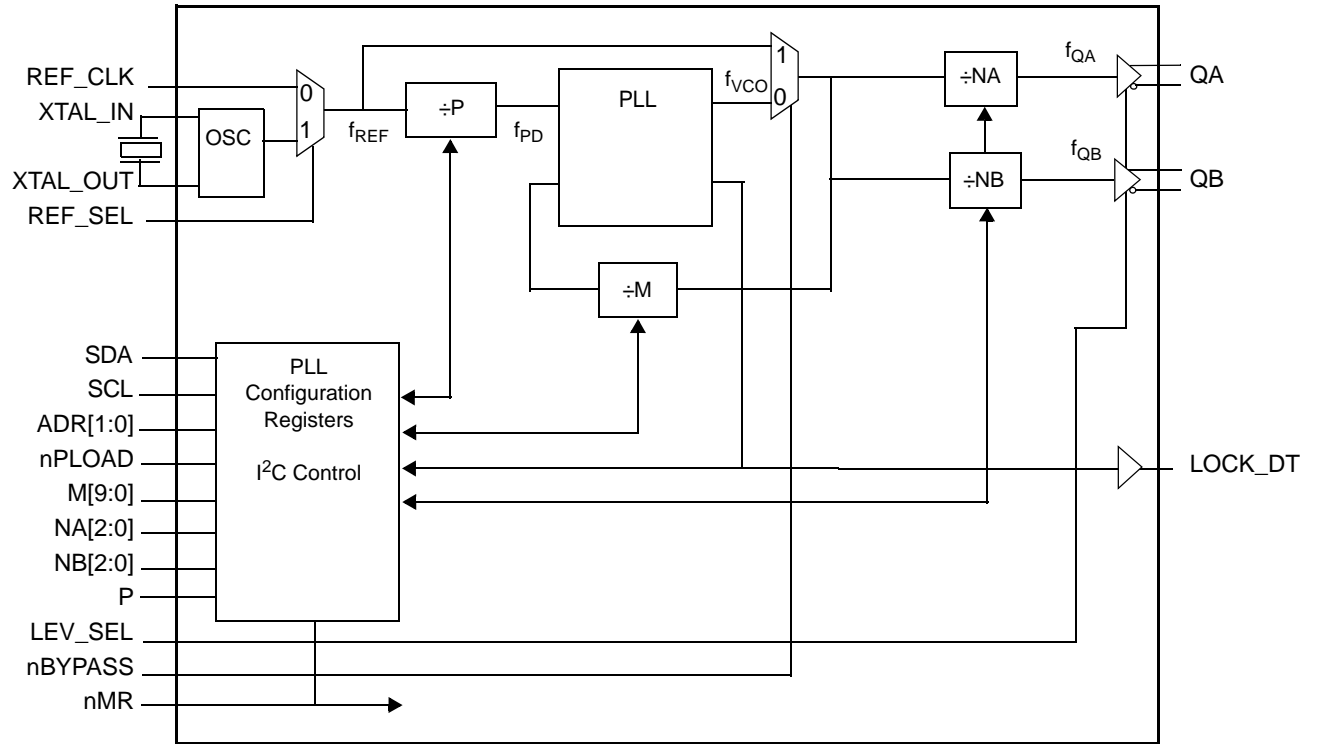 REF_CLK
XTAL_IN
XTAL_OUT
REF_SEL
OSC
0
1
fREF
÷P
fPD
PLL
fVCO
1
0
÷M
÷NA
÷NB
fQA
fQB
QA
QB
SDA
SCL
ADR[1:0]
nPLOAD
M[9:0]
NA[2:0]
NB[2:0]
P
LEV_SEL
nBYPASS
nMR
PLL
Configuration
Registers
I2C Control
LOCK_DT